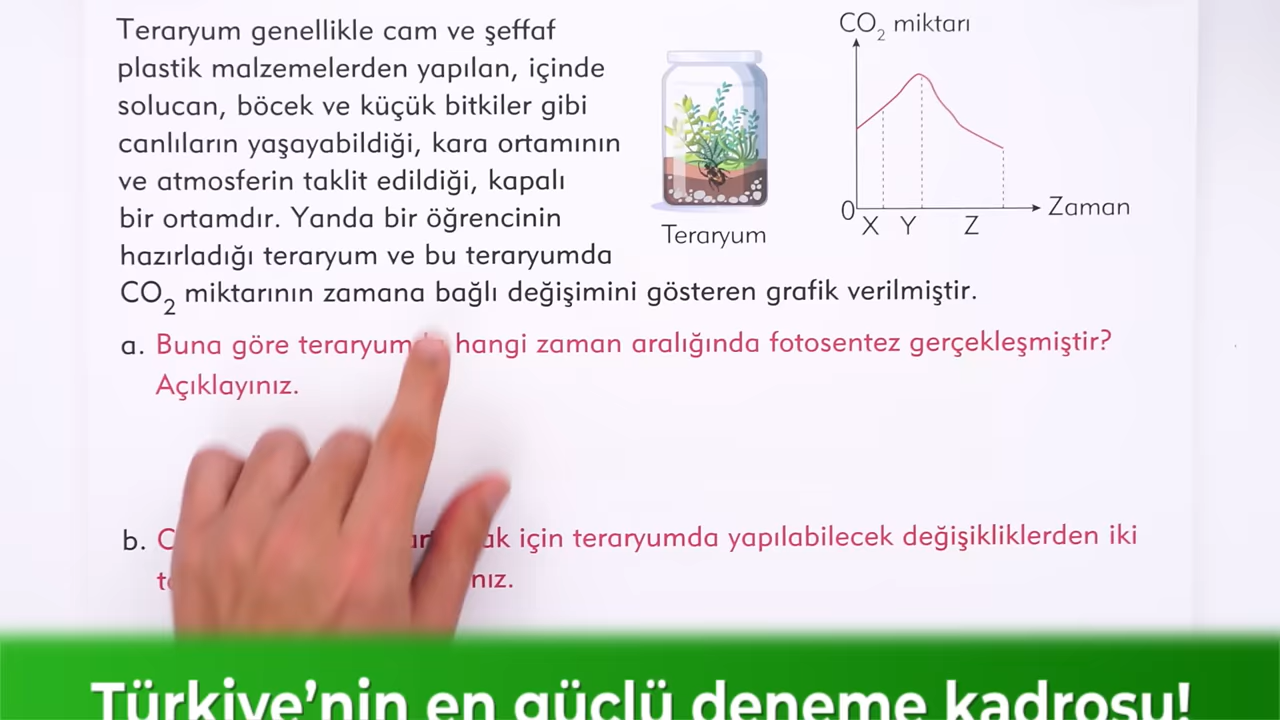 Teraryum genellikle cam ve şeffaf
plastik malzemelerden yapılan, içinde
solucan, böcek ve küçük bitkiler gibi
canlıların yaşayabildiği, kara ortamının
ve atmosferin taklit edildiği, kapalı
bir ortamdır. Yanda bir öğrencinin
hazırladığı teraryum ve bu teraryumda
CO₂ miktarının zamana bağlı değişimini gösteren grafik verilmiştir.
Teraryum
CO₂ miktarı
0
X Y Z
Zaman
a. Buna göre hangi zaman aralığında fotosentez gerçekleşmiştir?
Açıklayınız.
b. için teraryumda yapılabilecek değişikliklerden iki
Türkiye'nin en güçlü deneme kadrosu!